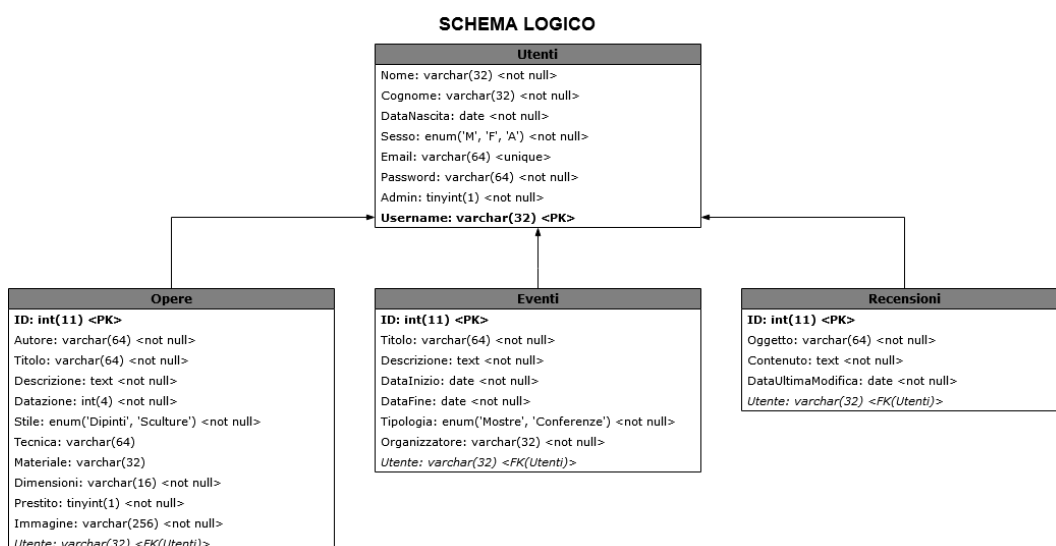 SCHEMA LOGICO
Utenti
Nome: varchar(32) <not null>
Cognome: varchar(32) <not null>
DataNascita: date <not null>
Sesso: enum('M', 'F', 'A') <not null>
Email: varchar(64) <unique>
Password: varchar(64) <not null>
Admin: tinyint(1) <not null>
Username: varchar(32) <PK>
Opere
ID: int(11) <PK>
Autore: varchar(64) <not null>
Titolo: varchar(64) <not null>
Descrizione: text <not null>
Datazione: int(4) <not null>
Stile: enum('Dipinti', 'Sculture') <not null>
Tecnica: varchar(64)
Materiale: varchar(32)
Dimensioni: varchar(16) <not null>
Prestito: tinyint(1) <not null>
Immagine: varchar(256) <not null>
Utente: varchar(32) <FK(Utenti)>
Eventi
ID: int(11) <PK>
Titolo: varchar(64) <not null>
Descrizione: text <not null>
DataInizio: date <not null>
DataFine: date <not null>
Tipologia: enum('Mostre', 'Conferenze') <not null>
Organizzatore: varchar(32) <not null>
Utente: varchar(32) <FK(Utenti)>
Recensioni
ID: int(11) <PK>
Oggetto: varchar(64) <not null>
Contenuto: text <not null>
DataUltimaModifica: date <not null>
Utente: varchar(32) <FK(Utenti)>